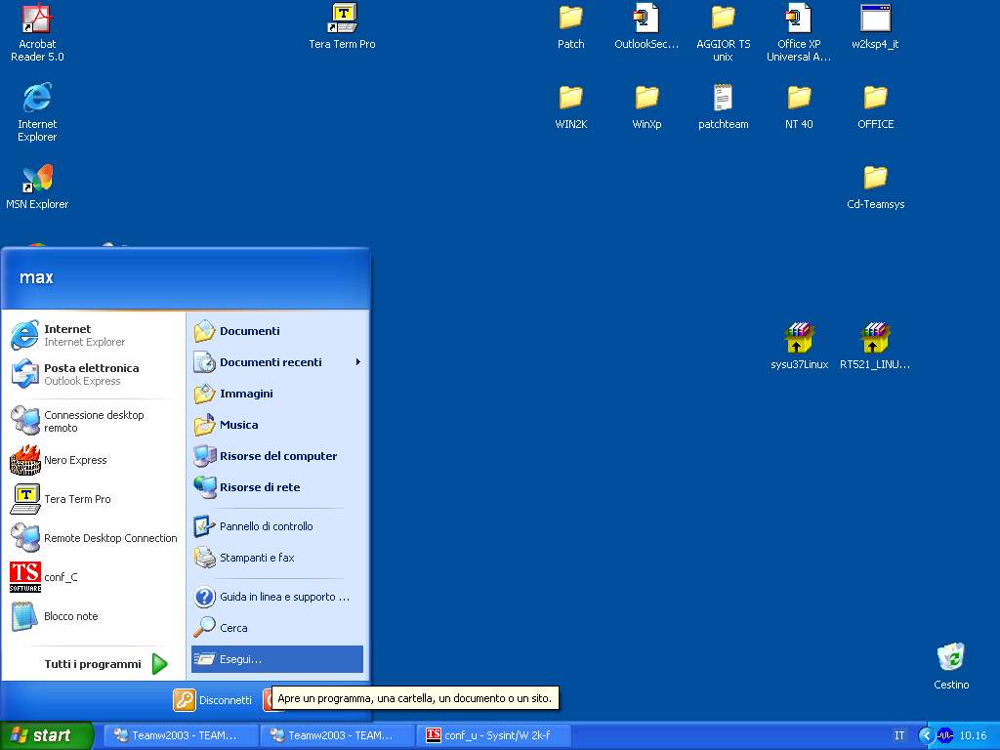 Acrobat
Reader 5.0
Tera Term Pro
Patch
OutlookSec...
AGGIOR TS
unix
Office XP
Universal A...
w2ksp4_it
Internet
Explorer
WIN2K
WinXp
patchteam
NT 40
OFFICE
MSN Explorer
Cd-Teamsys
sysu37Linux
RT521_LINU...
Cestino
max
Internet
Internet Explorer
Posta elettronica
Outlook Express
Connessione desktop
remoto
Nero Express
T
Tera Term Pro
Remote Desktop Connection
TS
SOFTWARE
conf_C
Blocco note
Tutti i programmi
Documenti
Documenti recenti
Immagini
Musica
Risorse del computer
Risorse di rete
Pannello di controllo
Stampanti e fax
Guida in linea e supporto ...
Cerca
Esegui...
Disconnetti
Apre un programma, una cartella, un documento o un sito.
start
Teamw2003 - TEAM...
Teamw2003 - TEAM...
TS
conf_u - Sysint/W 2k-f
IT
10.16